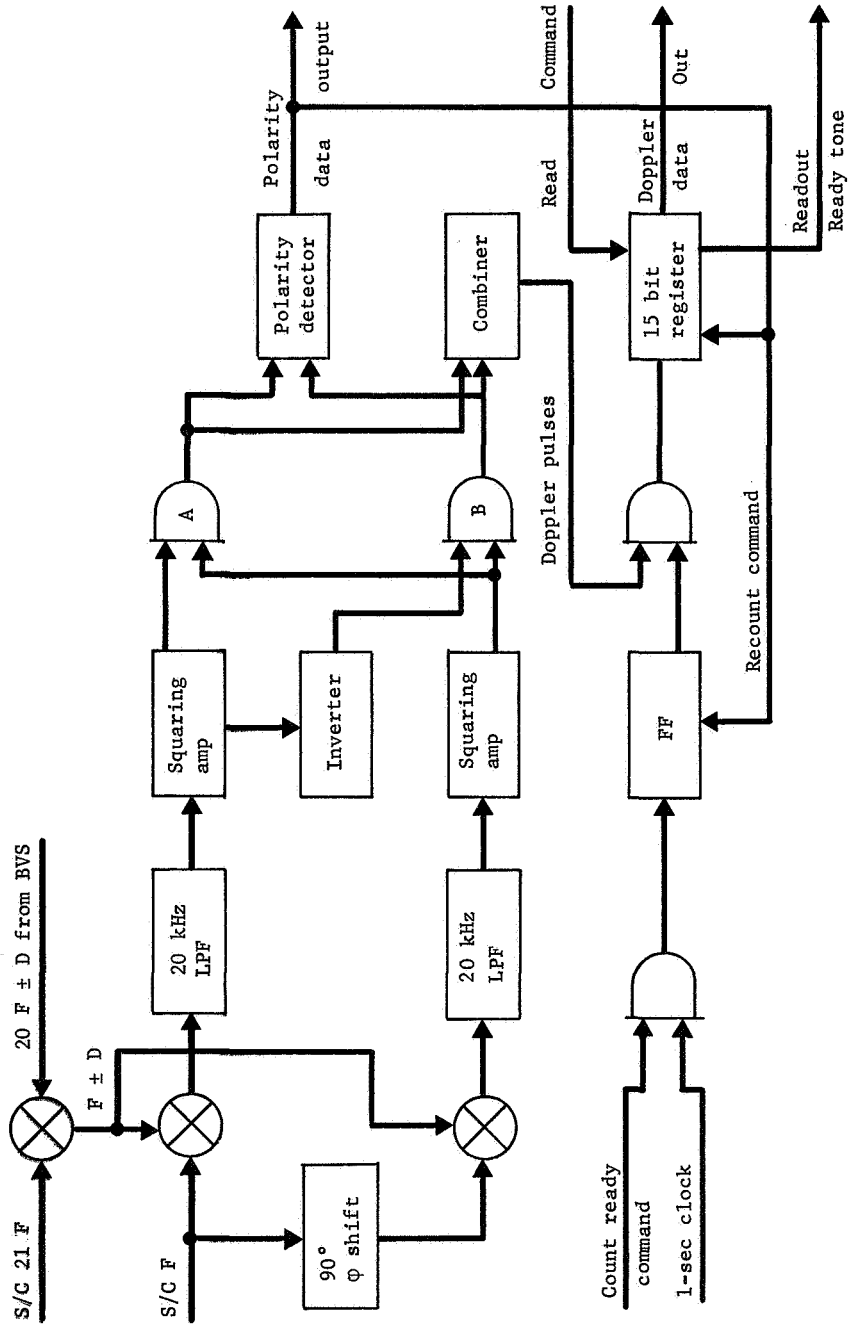 S/C 21 F
20 F ± D from BVS
F ± D
S/C F
90°
φ shift
20 kHz
LPF
20 kHz
LPF
Squaring
amp
Inverter
Squaring
amp
A
B
Polarity
detector
Combiner
Polarity
data
output
Doppler pulses
Count ready
command
1-sec clock
FF
Recount command
15 bit
register
Read
Command
Doppler
data
Out
Readout
Ready tone